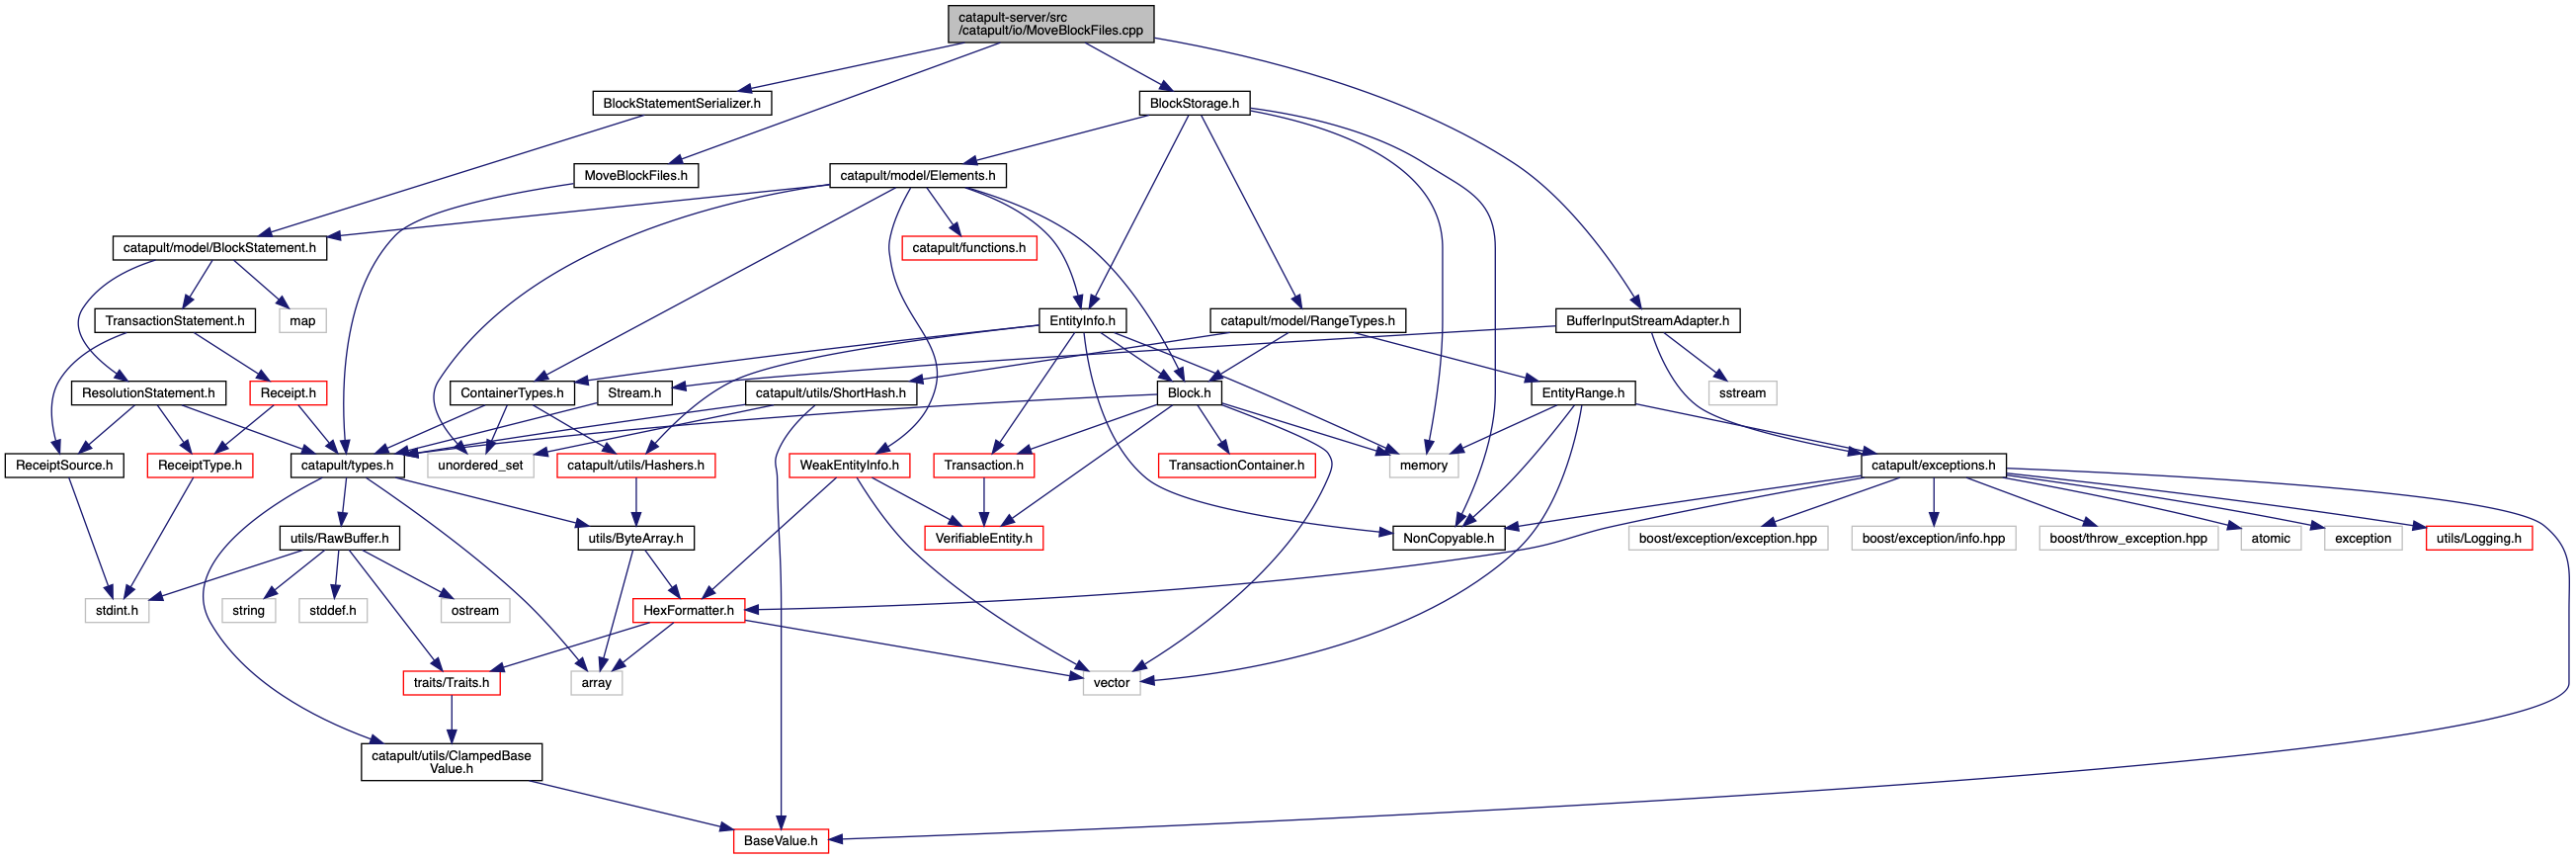 catapult-server/src
/catapult/io/MoveBlockFiles.cpp
BlockStatementSerializer.h
BlockStorage.h
MoveBlockFiles.h
catapult/model/Elements.h
catapult/model/BlockStatement.h
catapult/functions.h
TransactionStatement.h
map
EntityInfo.h
catapult/model/RangeTypes.h
BufferInputStreamAdapter.h
ResolutionStatement.h
Receipt.h
ContainerTypes.h
Stream.h
catapult/utils/ShortHash.h
Block.h
EntityRange.h
sstream
ReceiptSource.h
ReceiptType.h
catapult/types.h
unordered_set
catapult/utils/Hashers.h
WeakEntityInfo.h
Transaction.h
TransactionContainer.h
memory
catapult/exceptions.h
utils/RawBuffer.h
utils/ByteArray.h
VerifiableEntity.h
NonCopyable.h
boost/exception/exception.hpp
boost/exception/info.hpp
boost/throw_exception.hpp
atomic
exception
utils/Logging.h
stdint.h
string
stddef.h
ostream
HexFormatter.h
traits/Traits.h
array
vector
catapult/utils/ClampedBase
Value.h
BaseValue.h